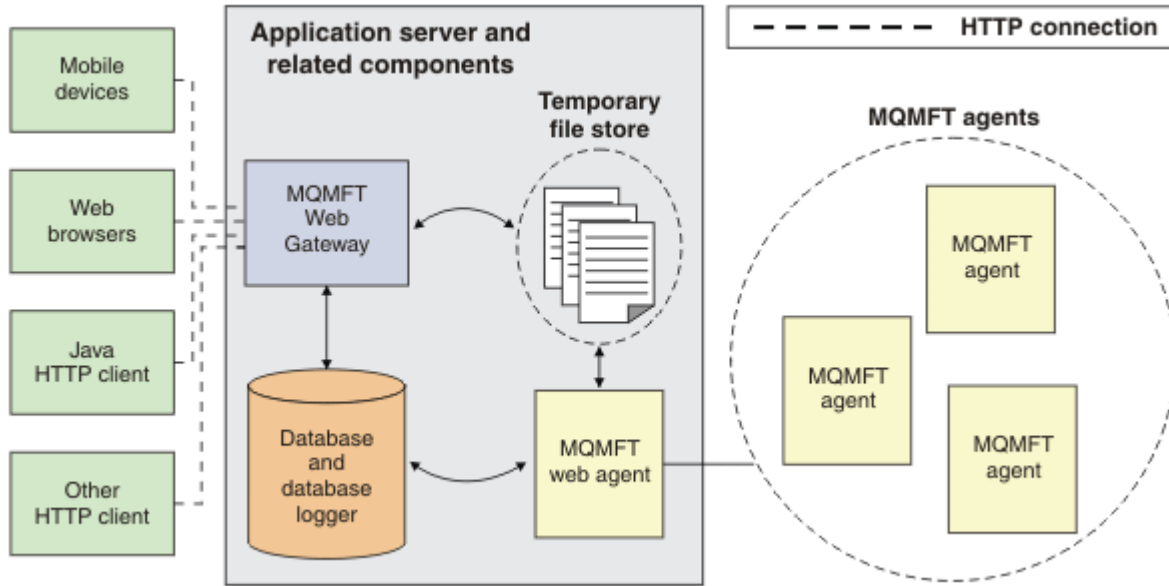 Mobile
devices
Web
browsers
Java
HTTP client
Other
HTTP client
Application server and
related components
MQMFT
Web
Gateway
Temporary
file store
Database
and
database
logger
MQMFT
web agent
HTTP connection
MQMFT agents
MQMFT
agent
MQMFT
agent
MQMFT
agent